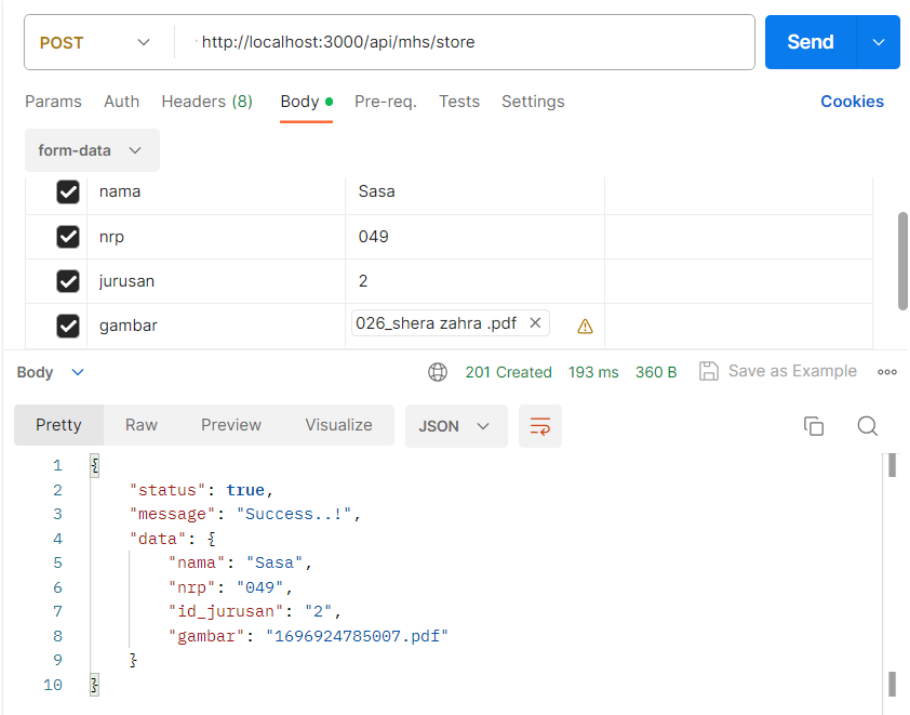 POST http://localhost:3000/api/mhs/store Send
Params Auth Headers (8) Body Pre-req. Tests Settings Cookies
form-data
nama Sasa
nrp 049
jurusan 2
gambar 026_shera zahra .pdf
Body 201 Created 193 ms 360 B Save as Example
Pretty Raw Preview Visualize JSON
1 {
2 "status": true,
3 "message": "Success..!",
4 "data": {
5 "nama": "Sasa",
6 "nrp": "049",
7 "id_jurusan": "2",
8 "gambar": "1696924785007.pdf"
9 }
10 }